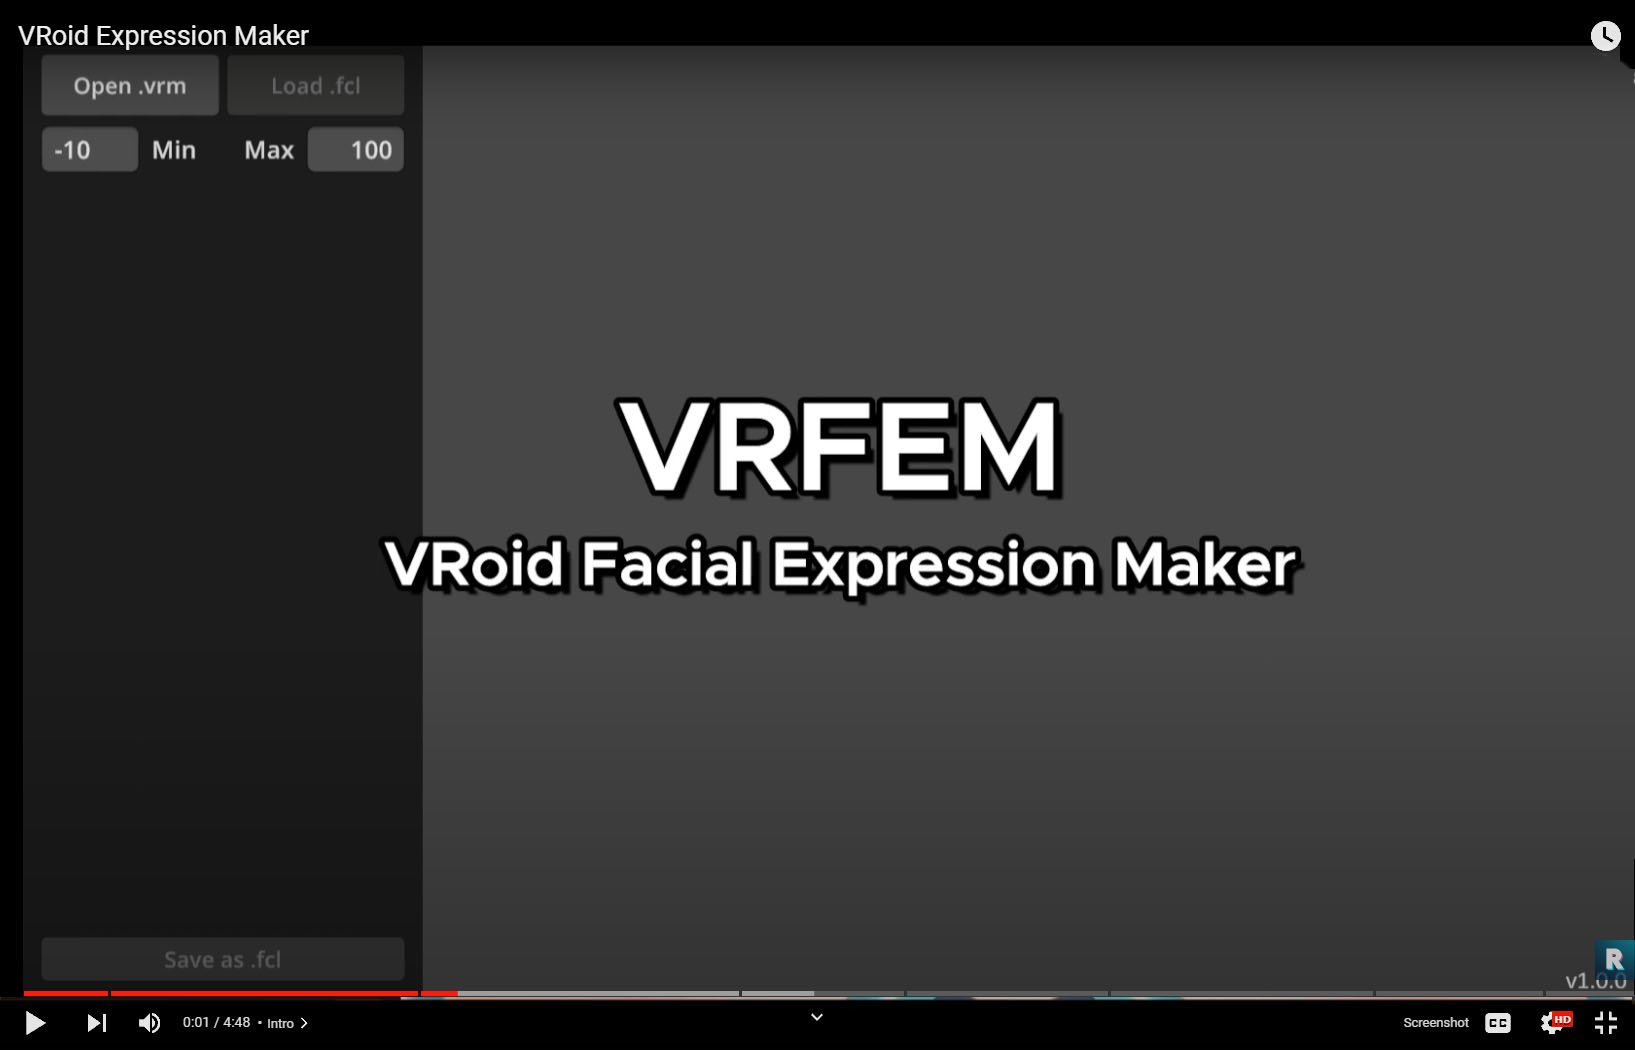 VRoid Expression Maker
Open .vrm
Load .fcl
-10 Min Max 100
VRFEM
VRoid Facial Expression Maker
Save as .fcl
R
v1.0.0
0:01 / 4:48 • Intro
Screenshot
CC
HD